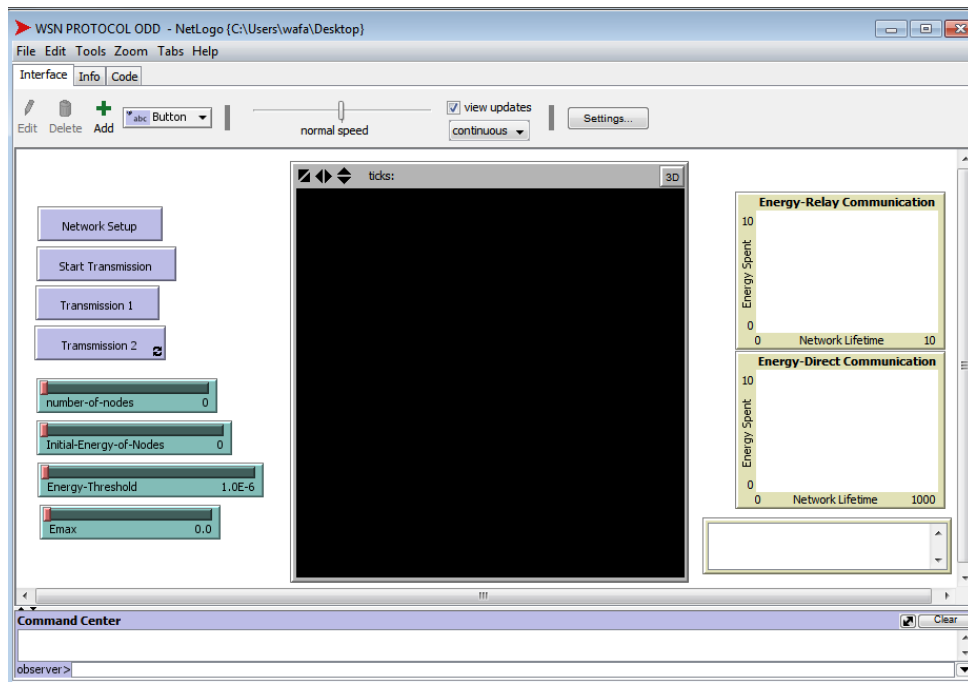 WSN PROTOCOL ODD - NetLogo {C:\Users\wafa\Desktop}
File Edit Tools Zoom Tabs Help
Interface Info Code
Edit Delete Add
abc Button
normal speed
view updates
continuous
Settings...
ticks:
3D
Network Setup
Start Transmission
Transmission 1
Tramsmission 2
number-of-nodes 0
Initial-Energy-of-Nodes 0
Energy-Threshold 1.0E-6
Emax 0.0
Energy-Relay Communication
10
Energy Spent
0
0 Network Lifetime 10
Energy-Direct Communication
10
Energy Spent
0
0 Network Lifetime 1000
Command Center
Clear
observer>